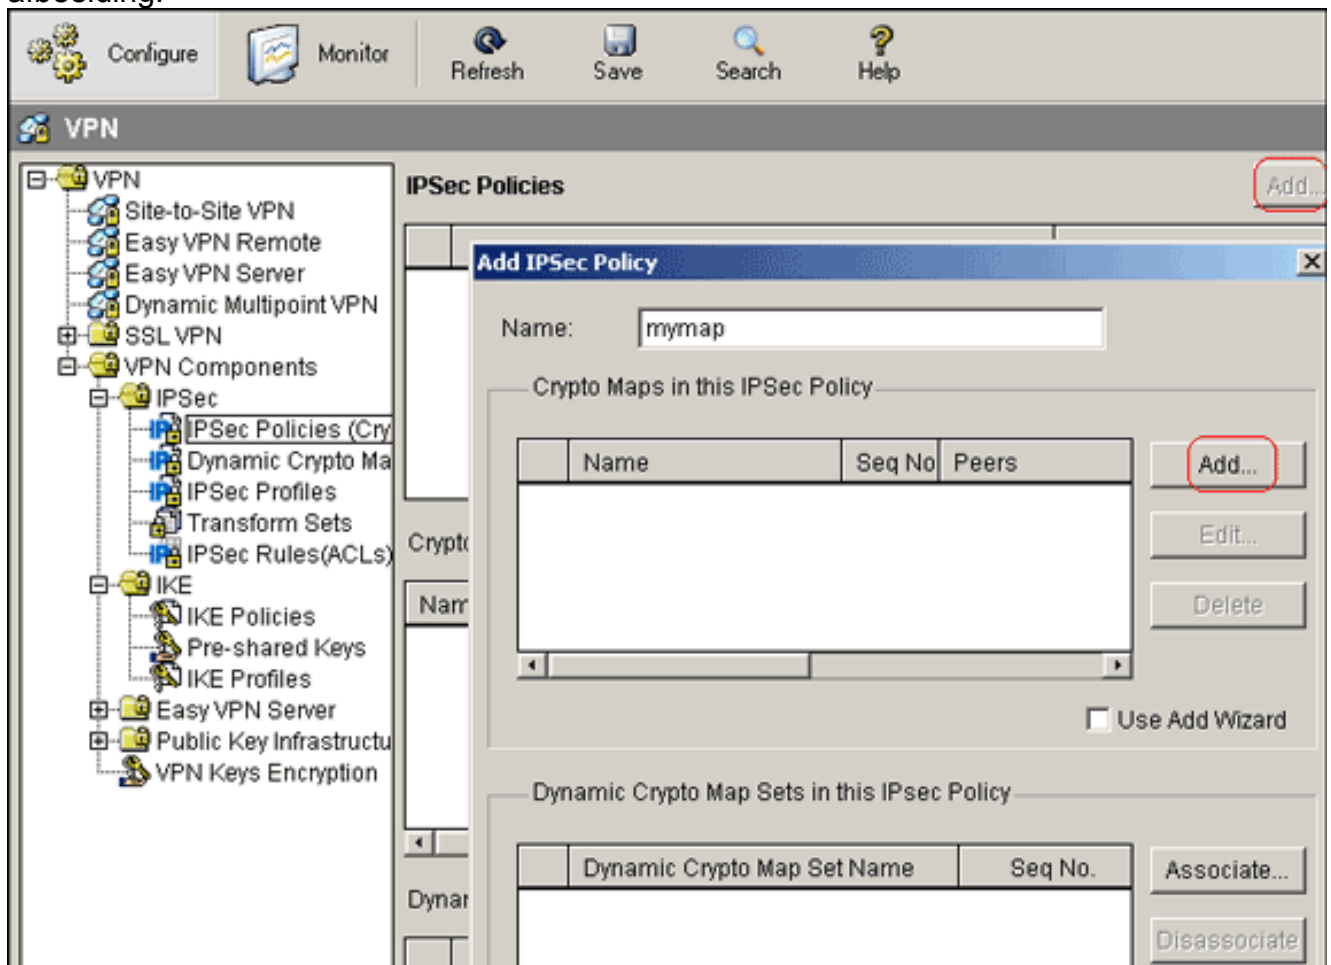 afbeelding.
Configure
Monitor
Refresh
Save
Search
Help
VPN
VPN
Site-to-Site VPN
Easy VPN Remote
Easy VPN Server
Dynamic Multipoint VPN
SSL VPN
VPN Components
IPSec
IPSec Policies (Cry
Dynamic Crypto Ma
IPSec Profiles
Transform Sets
IPSec Rules(ACLs)
IKE
IKE Policies
Pre-shared Keys
IKE Profiles
Easy VPN Server
Public Key Infrastructu
VPN Keys Encryption
IPSec Policies
Add...
Crypto
Nam
Dynam
Add IPSec Policy
Name:
mymap
Crypto Maps in this IPSec Policy
Name Seq No Peers
Add...
Edit...
Delete
Use Add Wizard
Dynamic Crypto Map Sets in this IPsec Policy
Dynamic Crypto Map Set Name Seq No.
Associate...
Disassociate